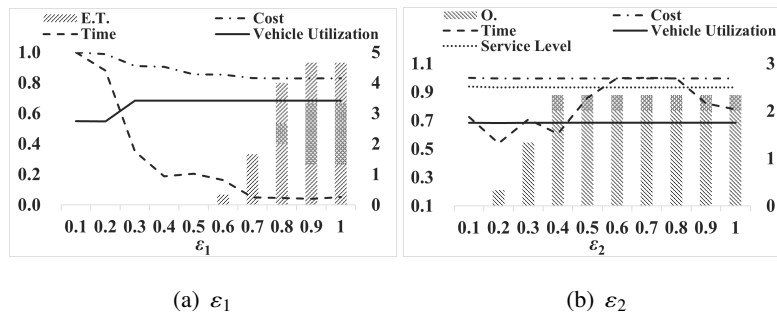 E.T. Cost
Time Vehicle Utilization
1.0 5
0.8 4
0.6 3
0.4 2
0.2 1
0.0 0
0.1 0.2 0.3 0.4 0.5 0.6 0.7 0.8 0.9 1
ε1
(a) ε1
O. Cost
Time Vehicle Utilization
Service Level
1.1 3
0.9 2
0.7
0.5 1
0.3
0.1 0
0.1 0.2 0.3 0.4 0.5 0.6 0.7 0.8 0.9 1
ε2
(b) ε2